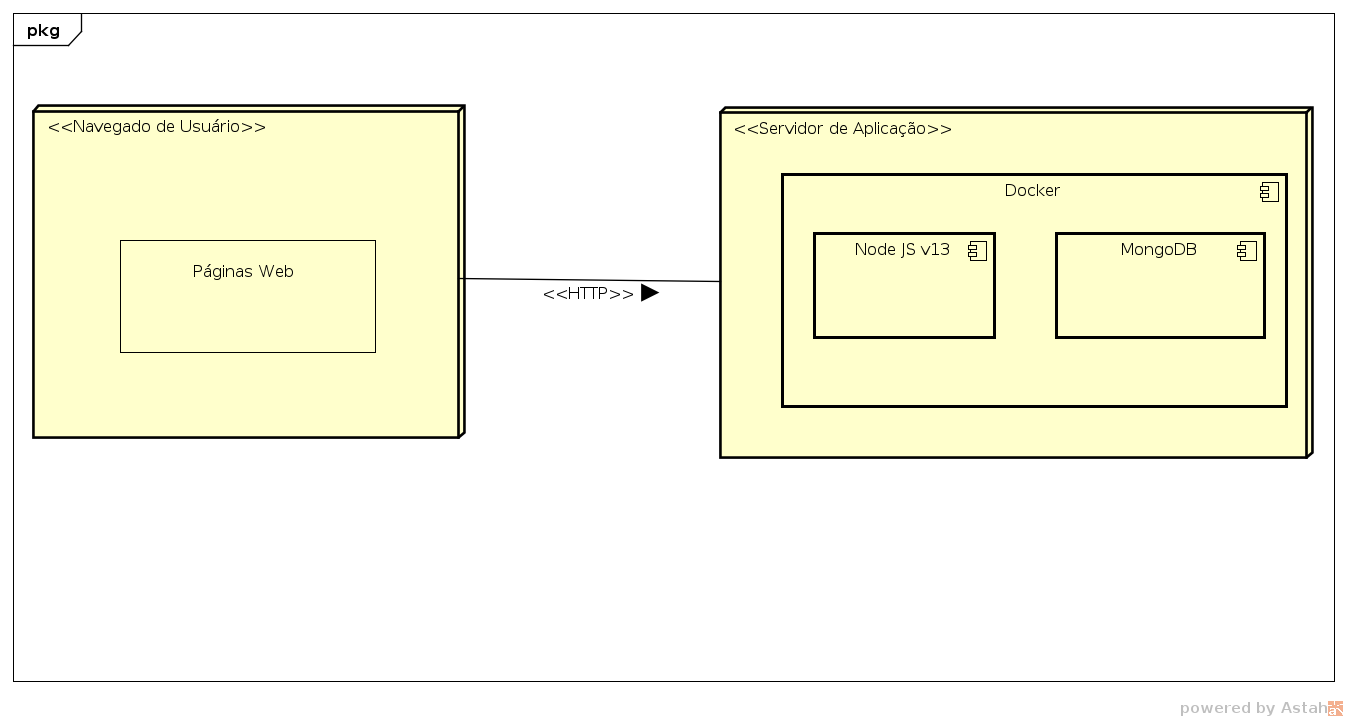 pkg
<<Navegado de Usuário>>
Páginas Web
<<HTTP>>
<<Servidor de Aplicação>>
Docker
Node JS v13
MongoDB
powered by Astah